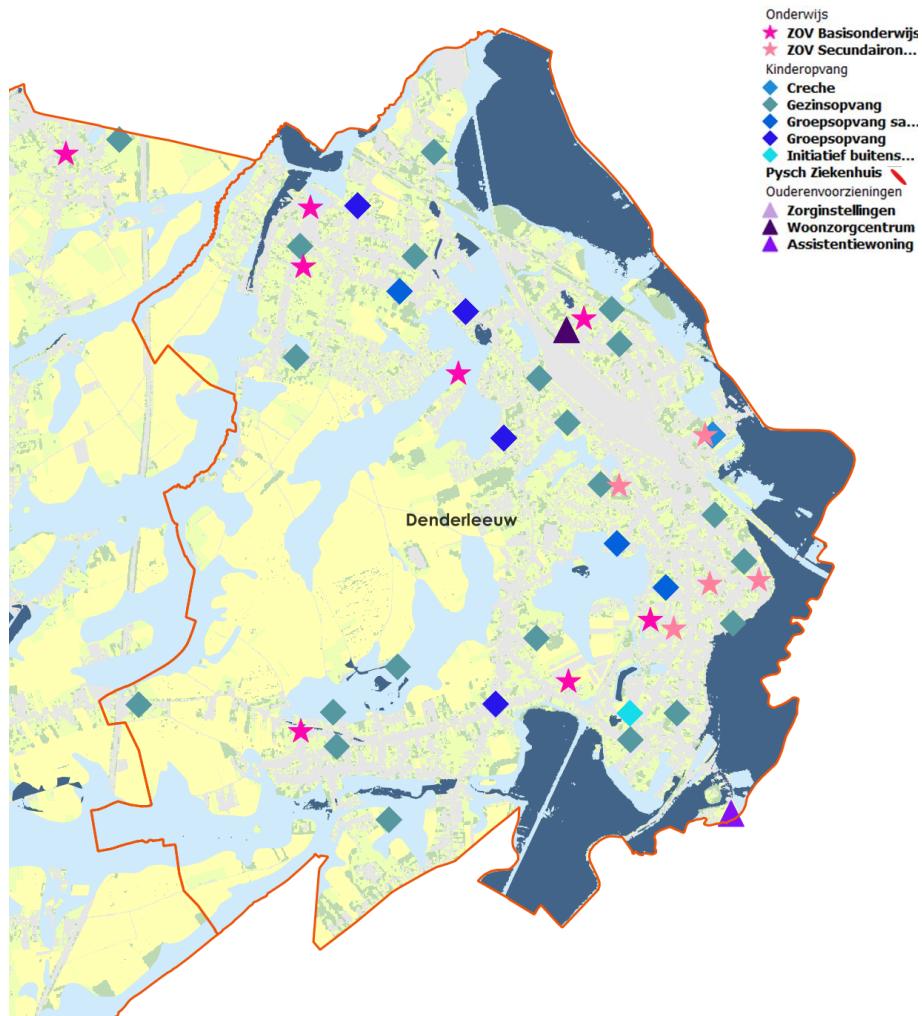 Onderwijs
ZOV Basisonderwijs
ZOV Secundairon...
Kinderopvang
Creche
Gezinsopvang
Groepsopvang sa...
Groepsopvang
Initiatief buitens...
Pysch Ziekenhuis
Ouderenvoorzieningen
Zorginstellingen
Woonzorgcentrum
Assistentiewoning
Denderleeuw